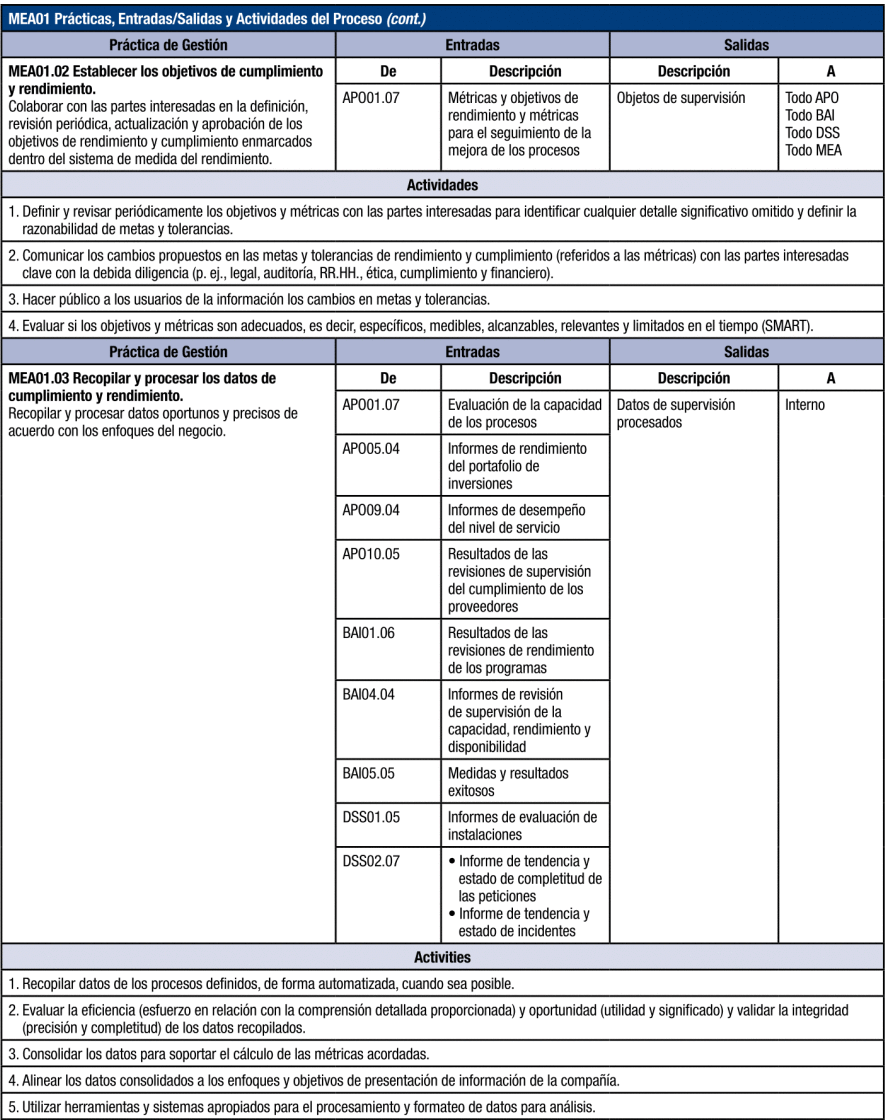 MEA01 Prácticas, Entradas/Salidas y Actividades del Proceso (cont.)
Práctica de Gestión
Entradas
Salidas
MEA01.02 Establecer los objetivos de cumplimiento
y rendimiento.
Colaborar con las partes interesadas en la definición,
revisión periódica, actualización y aprobación de los
objetivos de rendimiento y cumplimiento enmarcados
dentro del sistema de medida del rendimiento.
De
Descripción
Descripción
A
APO01.07
Métricas y objetivos de
rendimiento y métricas
para el seguimiento de la
mejora de los procesos
Objetos de supervisión
Todo APO
Todo BAI
Todo DSS
Todo MEA
Actividades
1. Definir y revisar periódicamente los objetivos y métricas con las partes interesadas para identificar cualquier detalle significativo omitido y definir la
razonabilidad de metas y tolerancias.
2. Comunicar los cambios propuestos en las metas y tolerancias de rendimiento y cumplimiento (referidos a las métricas) con las partes interesadas
clave con la debida diligencia (p. ej., legal, auditoría, RR.HH., ética, cumplimiento y financiero).
3. Hacer público a los usuarios de la información los cambios en metas y tolerancias.
4. Evaluar si los objetivos y métricas son adecuados, es decir, específicos, medibles, alcanzables, relevantes y limitados en el tiempo (SMART).
Práctica de Gestión
Entradas
Salidas
MEA01.03 Recopilar y procesar los datos de
cumplimiento y rendimiento.
Recopilar y procesar datos oportunos y precisos de
acuerdo con los enfoques del negocio.
De
Descripción
Descripción
A
APO01.07
Evaluación de la capacidad
de los procesos
Datos de supervisión
procesados
Interno
APO05.04
Informes de rendimiento
del portafolio de
inversiones
APO09.04
Informes de desempeño
del nivel de servicio
APO10.05
Resultados de las
revisiones de supervisión
del cumplimiento de los
proveedores
BAI01.06
Resultados de las
revisiones de rendimiento
de los programas
BAI04.04
Informes de revisión
de supervisión de la
capacidad, rendimiento y
disponibilidad
BAI05.05
Medidas y resultados
exitosos
DSS01.05
Informes de evaluación de
instalaciones
DSS02.07
• Informe de tendencia y
estado de completitud de
las peticiones
• Informe de tendencia y
estado de incidentes
Activities
1. Recopilar datos de los procesos definidos, de forma automatizada, cuando sea posible.
2. Evaluar la eficiencia (esfuerzo en relación con la comprensión detallada proporcionada) y oportunidad (utilidad y significado) y validar la integridad
(precisión y completitud) de los datos recopilados.
3. Consolidar los datos para soportar el cálculo de las métricas acordadas.
4. Alinear los datos consolidados a los enfoques y objetivos de presentación de información de la compañía.
5. Utilizar herramientas y sistemas apropiados para el procesamiento y formateo de datos para análisis.